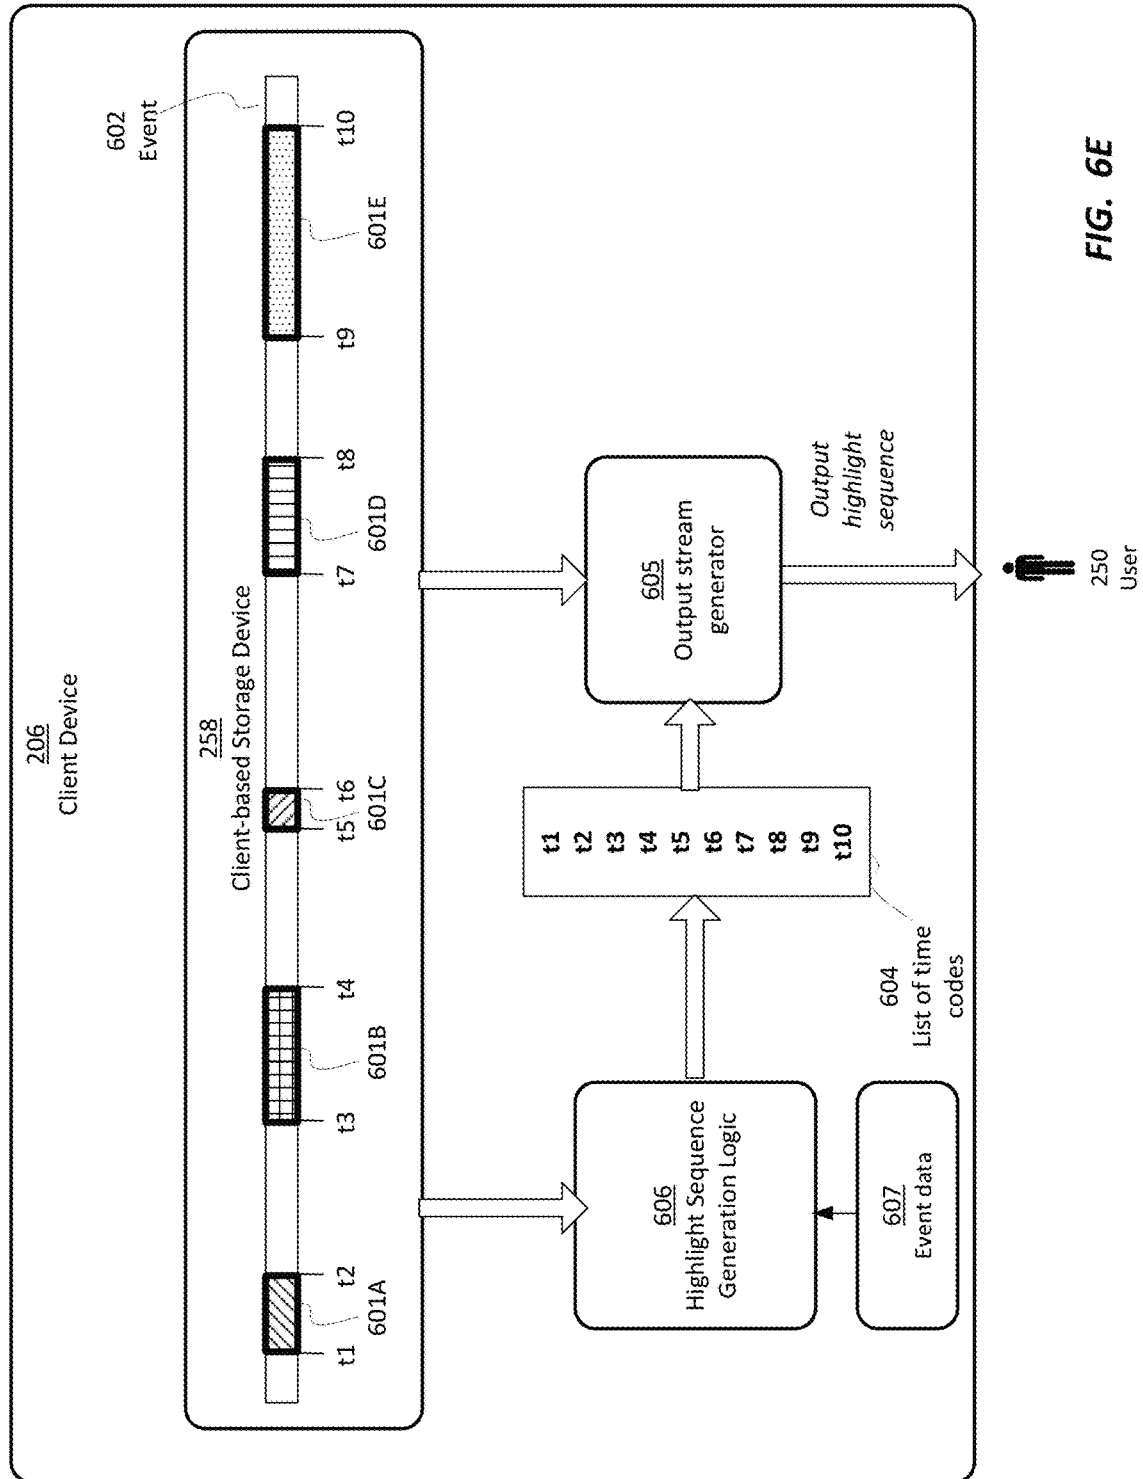 206
Client Device
602
Event
258
Client-based Storage Device
t1
t2
t3
t4
t5
t6
t7
t8
t9
t10
601A
601B
601C
601D
601E
606
Highlight Sequence
Generation Logic
607
Event data
t1
t2
t3
t4
t5
t6
t7
t8
t9
t10
604
List of time
codes
605
Output stream
generator
Output
highlight
sequence
250
User
FIG. 6E